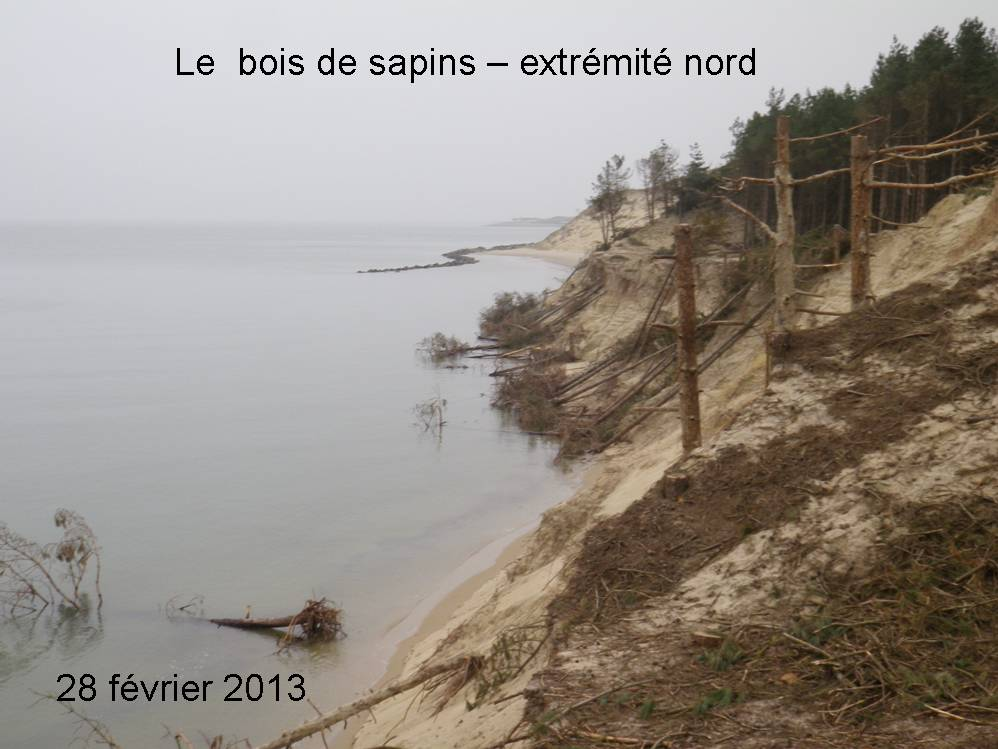 Le  bois de sapins – extrémité nord
28 février 2013